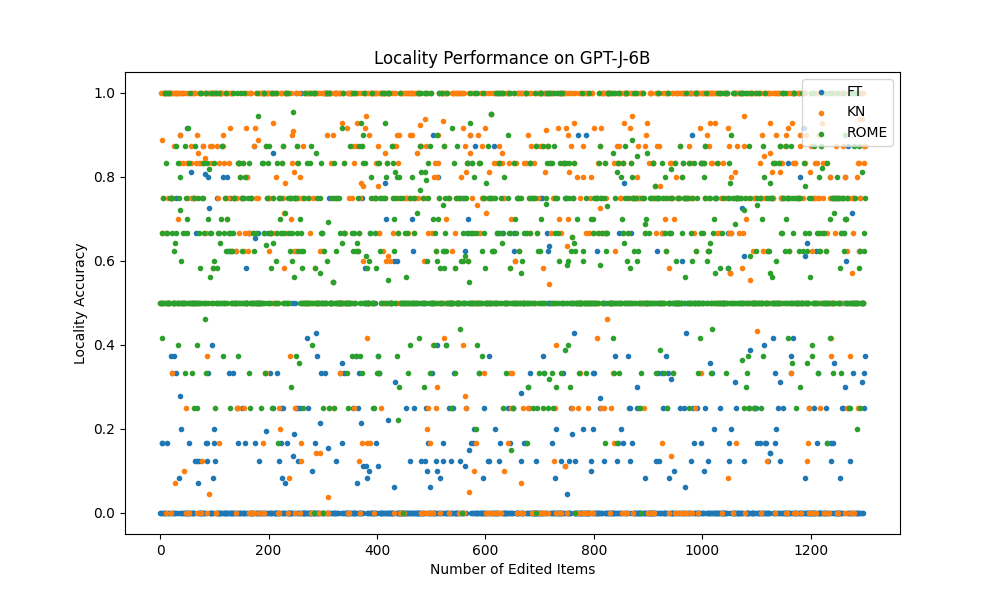 Locality Performance on GPT-J-6B
FT
KN
ROME
Locality Accuracy
1.0
0.8
0.6
0.4
0.2
0.0
0
200
400
600
800
1000
1200
Number of Edited Items